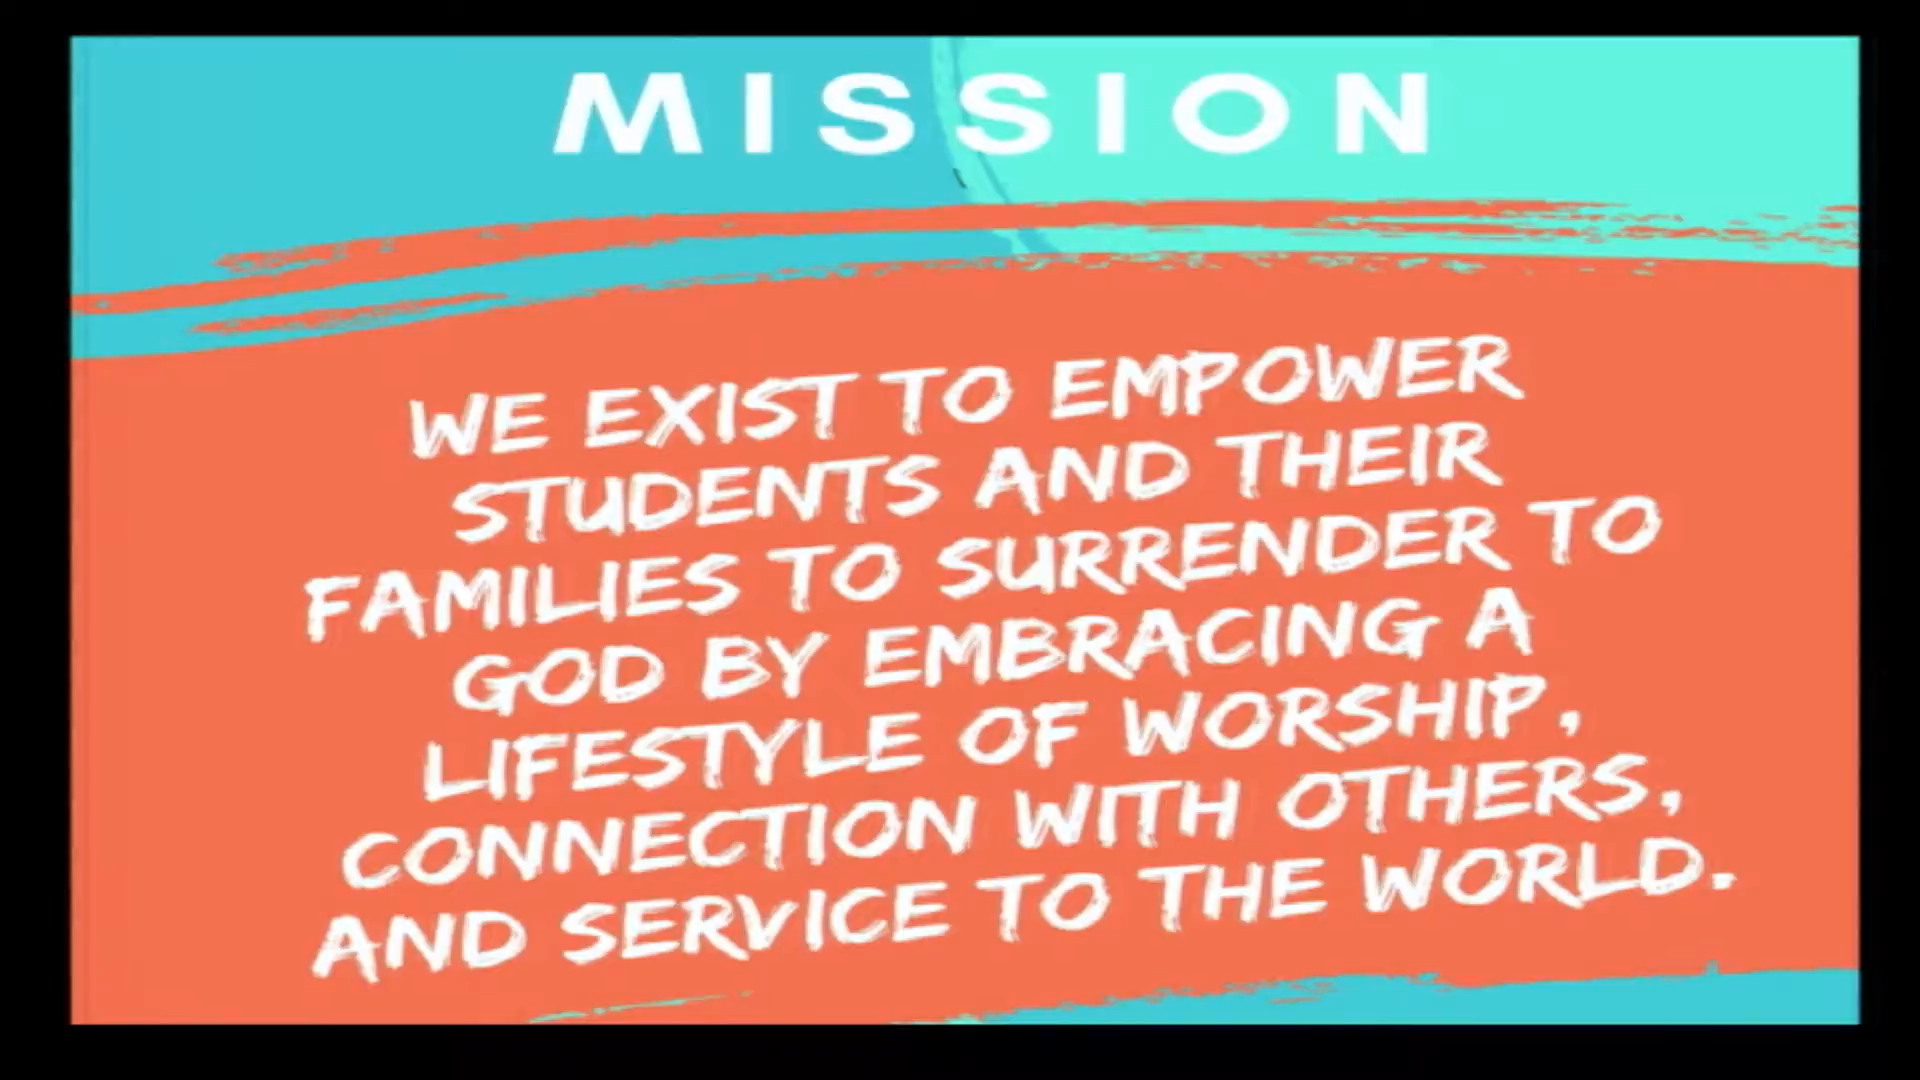 MISSION
WE EXIST TO EMPOWER
STUDENTS AND THEIR
FAMILIES TO SURRENDER TO
GOD BY EMBRACING A
LIFESTYLE OF WORSHIP,
CONNECTION WITH OTHERS,
AND SERVICE TO THE WORLD.